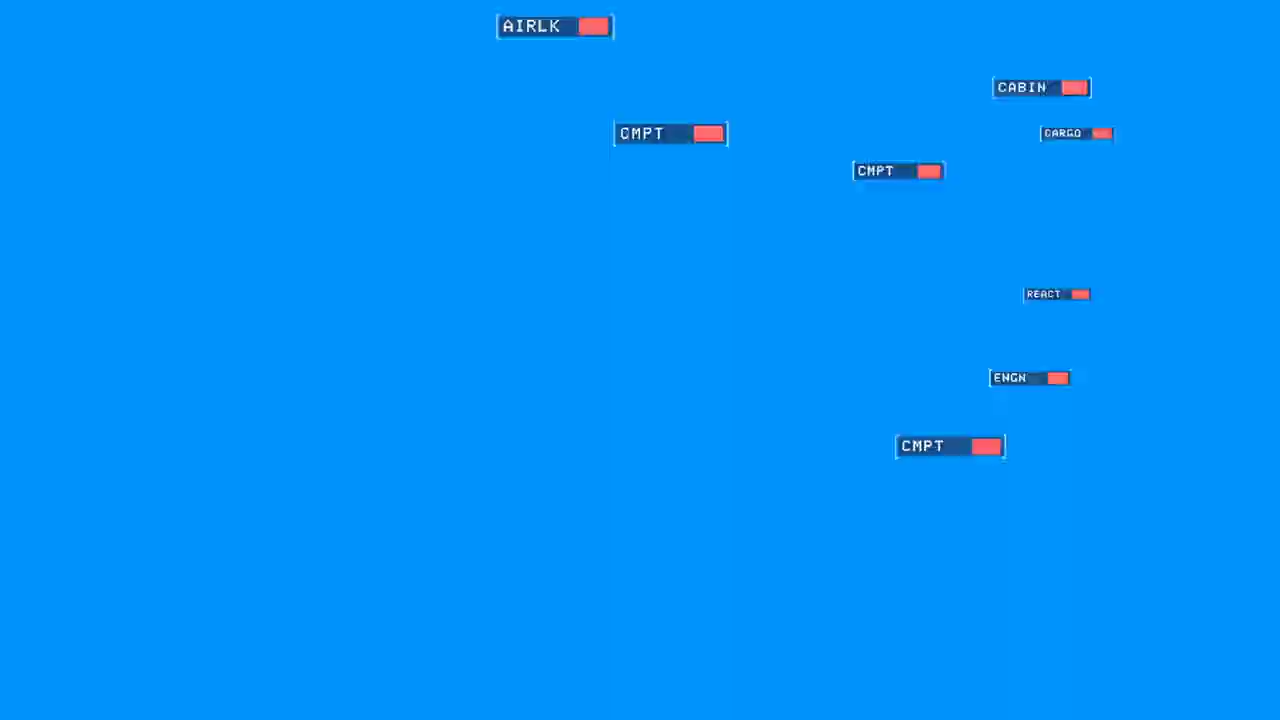 AIRLK
CABIN
CMPT
CARGO
CMPT
REACT
ENGN
CMPT